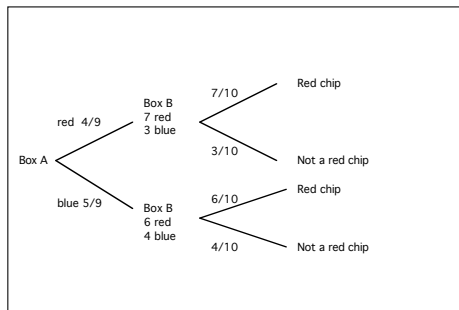 Box A
red 4/9
blue 5/9
Box B
7 red
3 blue
7/10
Red chip
3/10
Not a red chip
Box B
6 red
4 blue
6/10
Red chip
4/10
Not a red chip